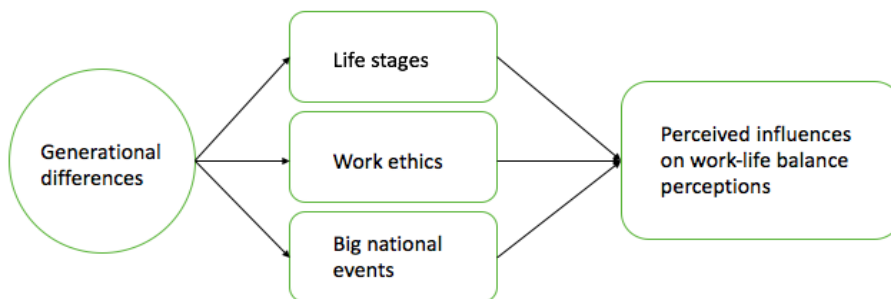 Generational
differences
Life stages
Work ethics
Big national
events
Perceived influences
on work-life balance
perceptions